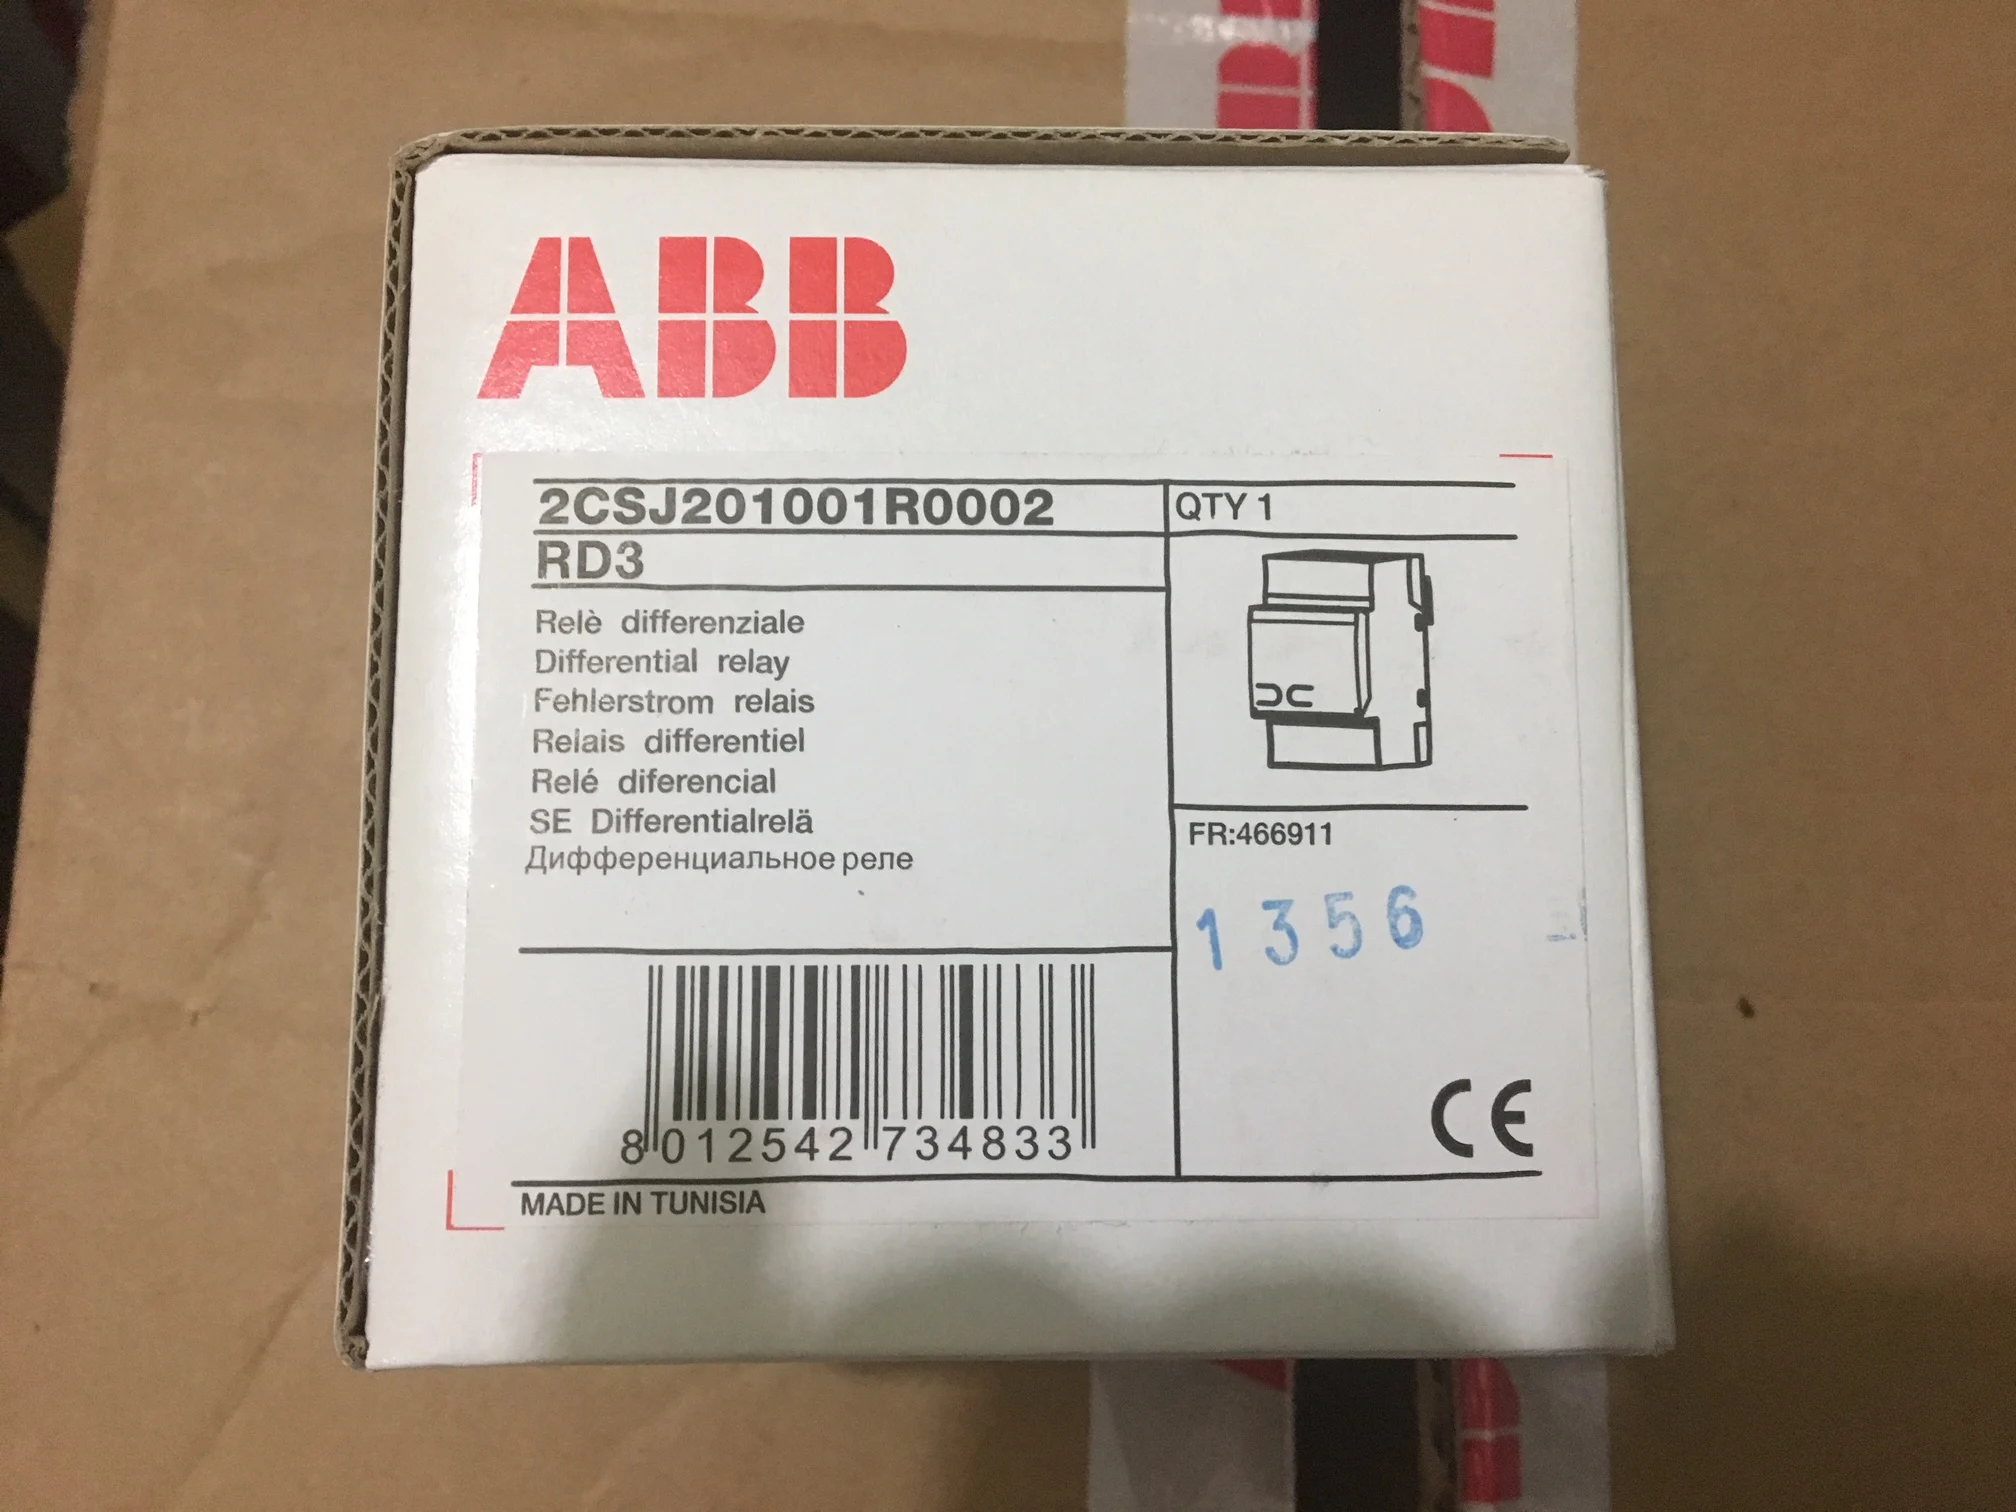 ABB
2CSJ201001R0002
QTY 1
RD3
Relè differenziale
Differential relay
Fehlerstrom relais
Relais differentiel
Relé diferencial
SE Differentialrelä
Дифференциальное реле
FR:466911
1356
8 012542 734833
CE
MADE IN TUNISIA